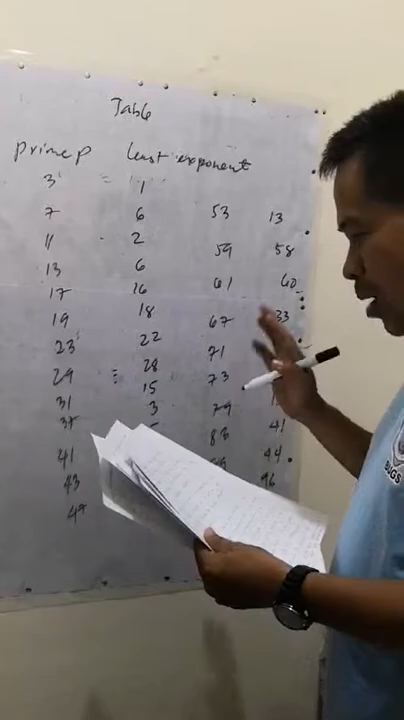 Table
prime p least exponent
3 = 1
7 6 53 13
11 2 59 58
13 6 61 60
17 16
19 18 67 33
23 22 71
29 28 73
31 15 79
37 3 83 41
41 44
43 96
47
BUGS